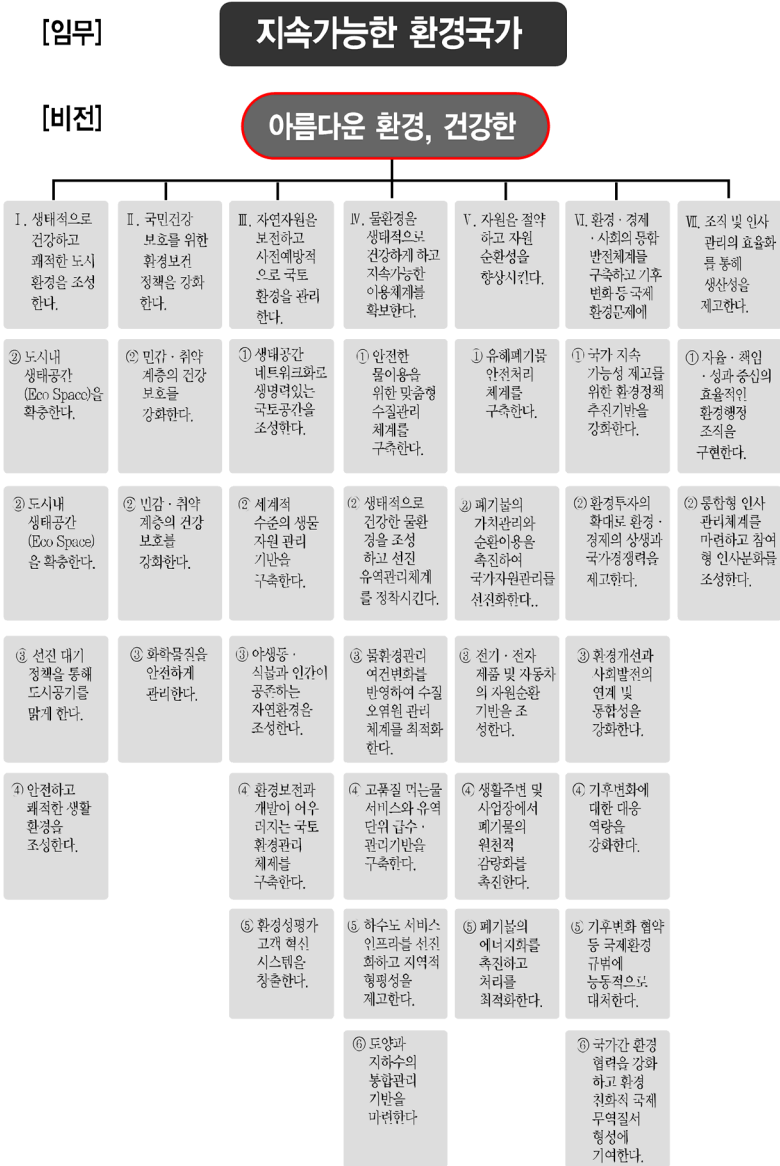 [임무]
지속가능한 환경국가
[비전]
아름다운 환경, 건강한
Ⅰ. 생태적으로
건강하고
쾌적한 도시
환경을 조성
한다.
Ⅱ. 국민건강
보호를 위한
환경보건
정책을 강화
한다.
Ⅲ. 자연자원을
보전하고
사전예방적
으로 국토
환경을 관리
한다.
Ⅳ. 물환경을
생태적으로
건강하게 하고
지속가능한
이용체계를
확보한다.
Ⅴ. 자원을 절약
하고 자원
순환성을
향상시킨다.
Ⅵ. 환경·경제
·사회의 통합
발전체계를
구축하고 기후
변화 등 국제
환경문제에
Ⅶ. 조직 및 인사
관리의 효율화
를 통해
생산성을
제고한다.
② 도시내
생태공간
(Eco Space)을
확충한다.
② 민감·취약
계층의 건강
보호를
강화한다.
① 생태공간
네트워크화로
생명력있는
국토공간을
조성한다.
① 안전한
물이용을
위한 맞춤형
수질관리
체계를
구축한다.
① 유해폐기물
안전처리
체계를
구축한다.
① 국가 지속
가능성 제고를
위한 환경정책
추진기반을
강화한다.
① 자율·책임
·성과 중심의
효율적인
환경행정
조직을
구현한다.
② 도시내
생태공간
(Eco Space)
을 확충한다.
② 민감·취약
계층의 건강
보호를
강화한다.
② 세계적
수준의 생물
자원 관리
기반을
구축한다.
② 생태적으로
건강한 물환
경을 조성
하고 선진
유역관리체계
를 정착시킨다.
② 폐기물의
가치관리와
순환이용을
촉진하여
국가자원관리를
선진화한다..
② 환경투자의
확대로 환경·
경제의 상생과
국가경쟁력을
제고한다.
② 통합형 인사
관리체계를
마련하고 참여
형 인사문화를
조성한다.
③ 선진 대기
정책을 통해
도시공기를
맑게 한다.
③ 화학물질을
안전하게
관리한다.
③ 야생동·
식물과 인간이
공존하는
자연환경을
조성한다.
③ 물환경관리
여건변화를
반영하여 수질
오염원 관리
체계를 최적화
한다.
③ 전기·전자
제품 및 자동차
의 자원순환
기반을 조
성한다.
③ 환경개선과
사회발전의
연계 및
통합성을
강화한다.
④ 안전하고
쾌적한 생활
환경을
조성한다.
④ 환경보전과
개발이 어우
러지는 국토
환경관리
체제를
구축한다.
④ 고품질 먹는물
서비스와 유역
단위 급수·
관리기반을
구축한다.
④ 생활주변 및
사업장에서
폐기물의
원천적
감량화를
촉진한다.
④ 기후변화에
대한 대응
역량을
강화한다.
⑤ 환경성평가
고객 혁신
시스템을
창출한다.
⑤ 하수도 서비스
인프라를 선진
화하고 지역적
형평성을
제고한다.
⑤ 폐기물의
에너지화를
촉진하고
처리를
최적화한다.
⑤ 기후변화 협약
등 국제환경
규범에
능동적으로
대처한다.
⑥ 토양과
지하수의
통합관리
기반을
마련한다
⑥ 국가간 환경
협력을 강화
하고 환경
친화적 국제
무역질서
형성에
기여한다.